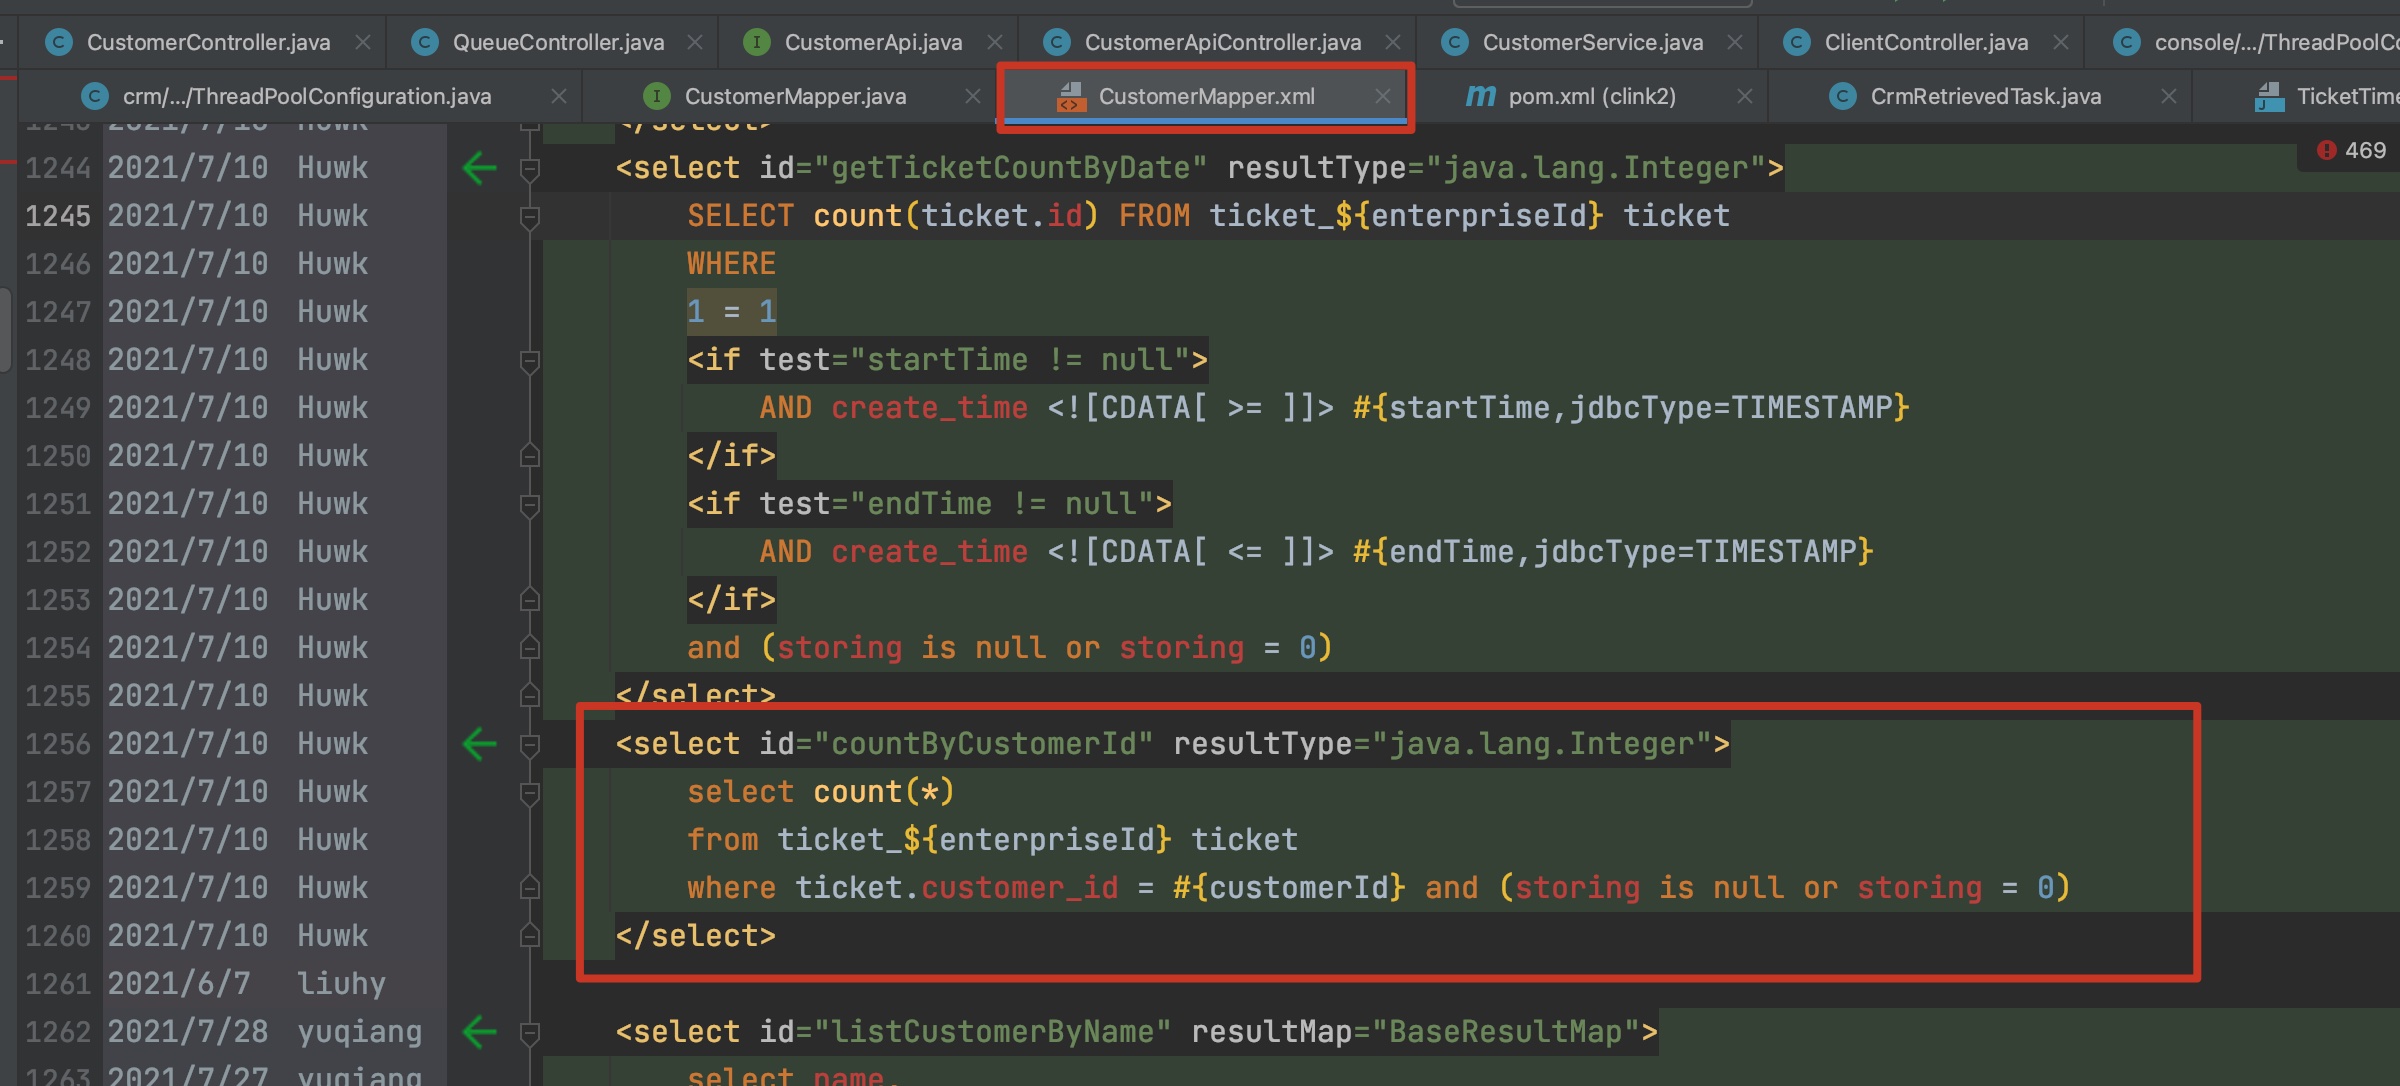 CustomerController.java QueueController.java CustomerApi.java CustomerApiController.java CustomerService.java ClientController.java console/.../ThreadPoolCo
crm/.../ThreadPoolConfiguration.java CustomerMapper.java CustomerMapper.xml pom.xml (clink2) CrmRetrievedTask.java TicketTime
1243 2021/7/10 Huwk </select>
469
1244 2021/7/10 Huwk <select id="getTicketCountByDate" resultType="java.lang.Integer">
1245 2021/7/10 Huwk SELECT count(ticket.id) FROM ticket_${enterpriseId} ticket
1246 2021/7/10 Huwk WHERE
1247 2021/7/10 Huwk 1 = 1
1248 2021/7/10 Huwk <if test="startTime != null">
1249 2021/7/10 Huwk AND create_time <![CDATA[ >= ]]> #{startTime,jdbcType=TIMESTAMP}
1250 2021/7/10 Huwk </if>
1251 2021/7/10 Huwk <if test="endTime != null">
1252 2021/7/10 Huwk AND create_time <![CDATA[ <= ]]> #{endTime,jdbcType=TIMESTAMP}
1253 2021/7/10 Huwk </if>
1254 2021/7/10 Huwk and (storing is null or storing = 0)
1255 2021/7/10 Huwk </select>
1256 2021/7/10 Huwk <select id="countByCustomerId" resultType="java.lang.Integer">
1257 2021/7/10 Huwk select count(*)
1258 2021/7/10 Huwk from ticket_${enterpriseId} ticket
1259 2021/7/10 Huwk where ticket.customer_id = #{customerId} and (storing is null or storing = 0)
1260 2021/7/10 Huwk </select>
1261 2021/6/7 liuhy
1262 2021/7/28 yuqiang <select id="listCustomerByName" resultMap="BaseResultMap">
1263 2021/7/27 yuqiang select name,